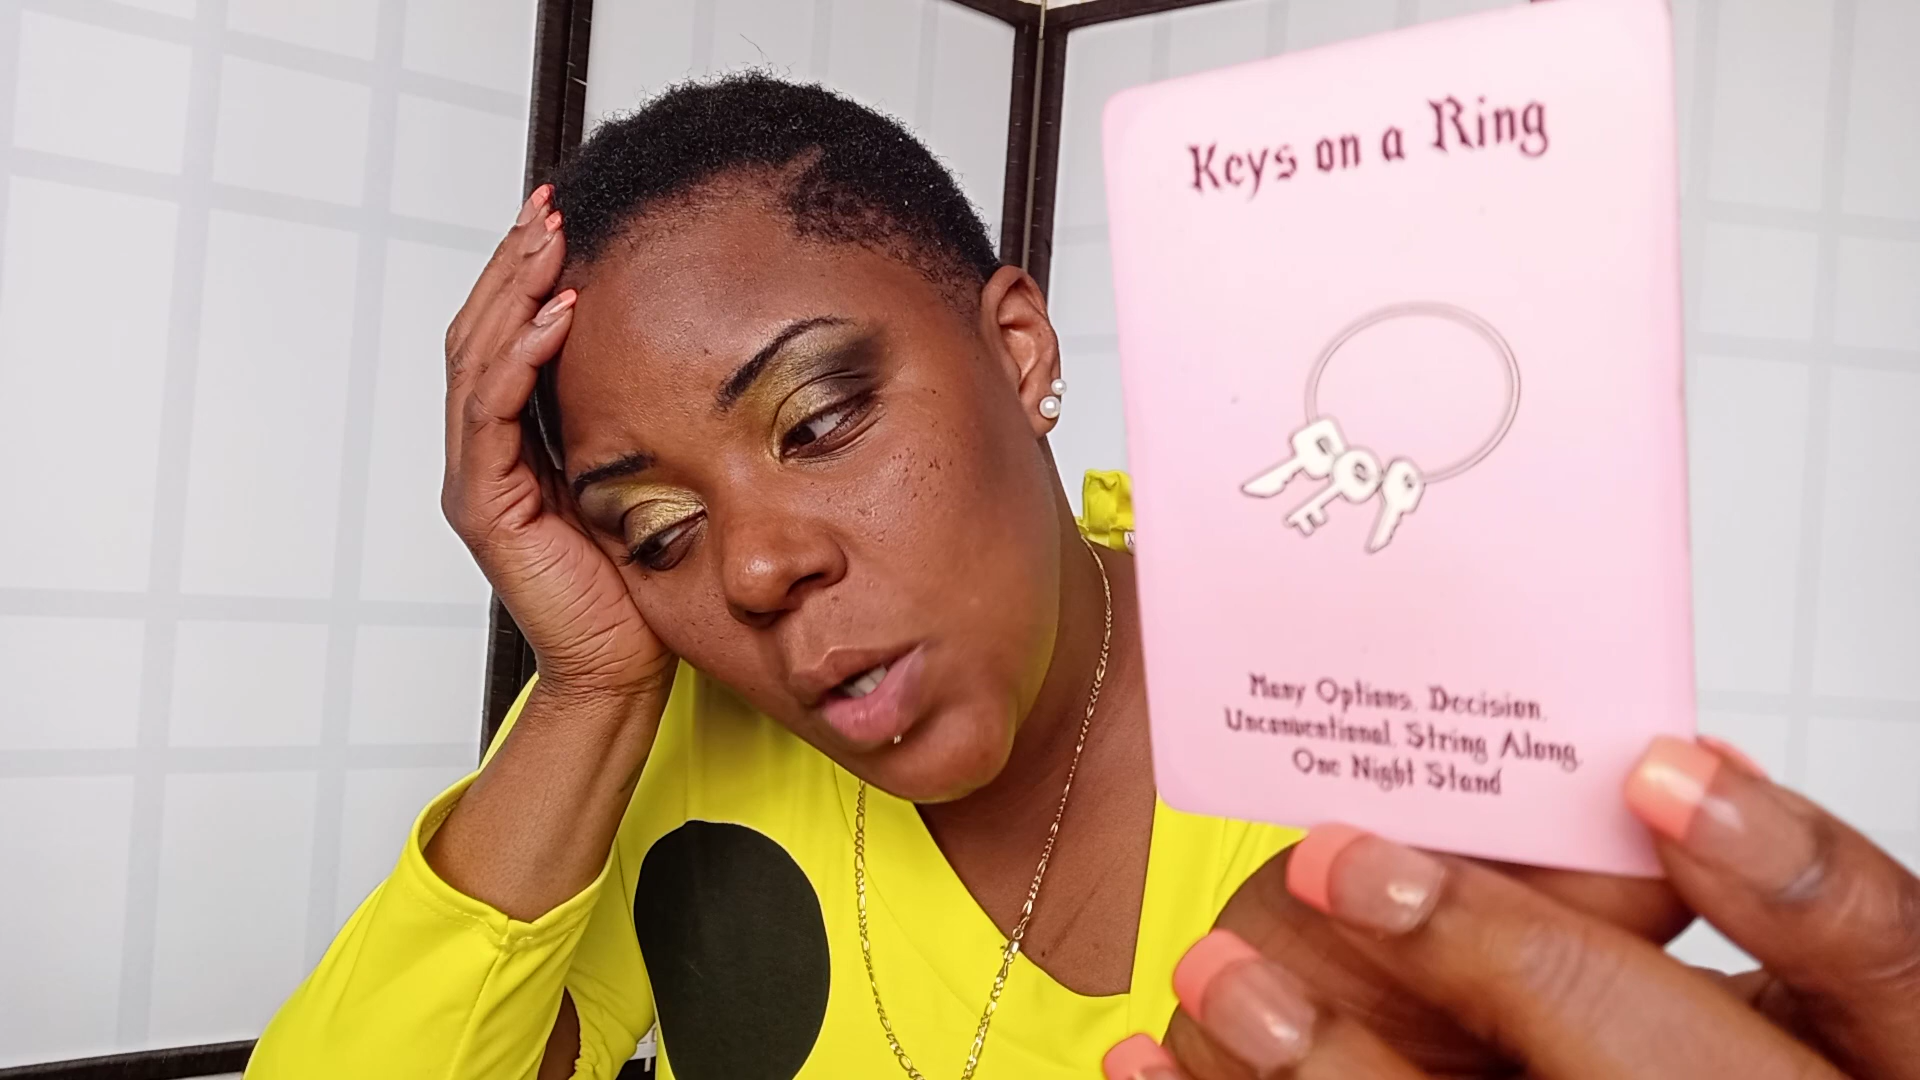 Keys on a Ring
Many Options, Decision,
Unconventional, String Along,
One Night Stand